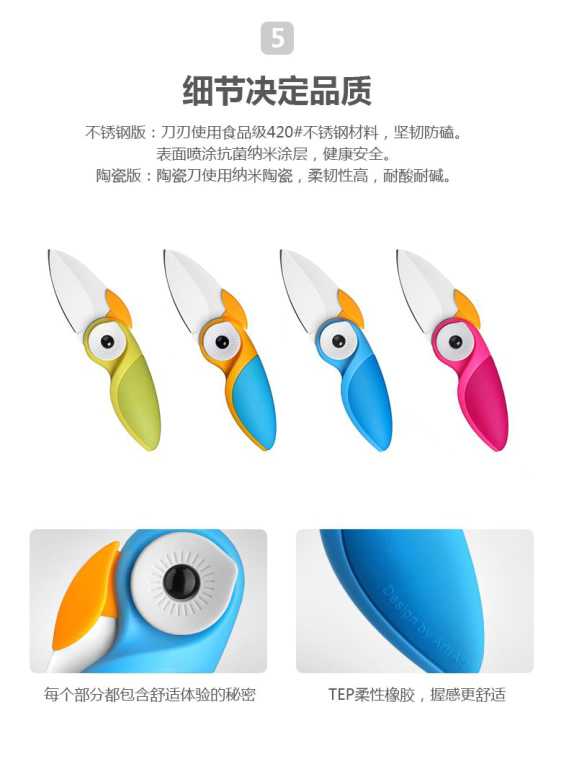 5
细节决定品质
不锈钢版：刀刃使用食品级420#不锈钢材料，坚韧防磕。
表面喷涂抗菌纳米涂层，健康安全。
陶瓷版：陶瓷刀使用纳米陶瓷，柔韧性高，耐酸耐碱。
Design by
每个部分都包含舒适体验的秘密
TEP柔性橡胶，握感更舒适